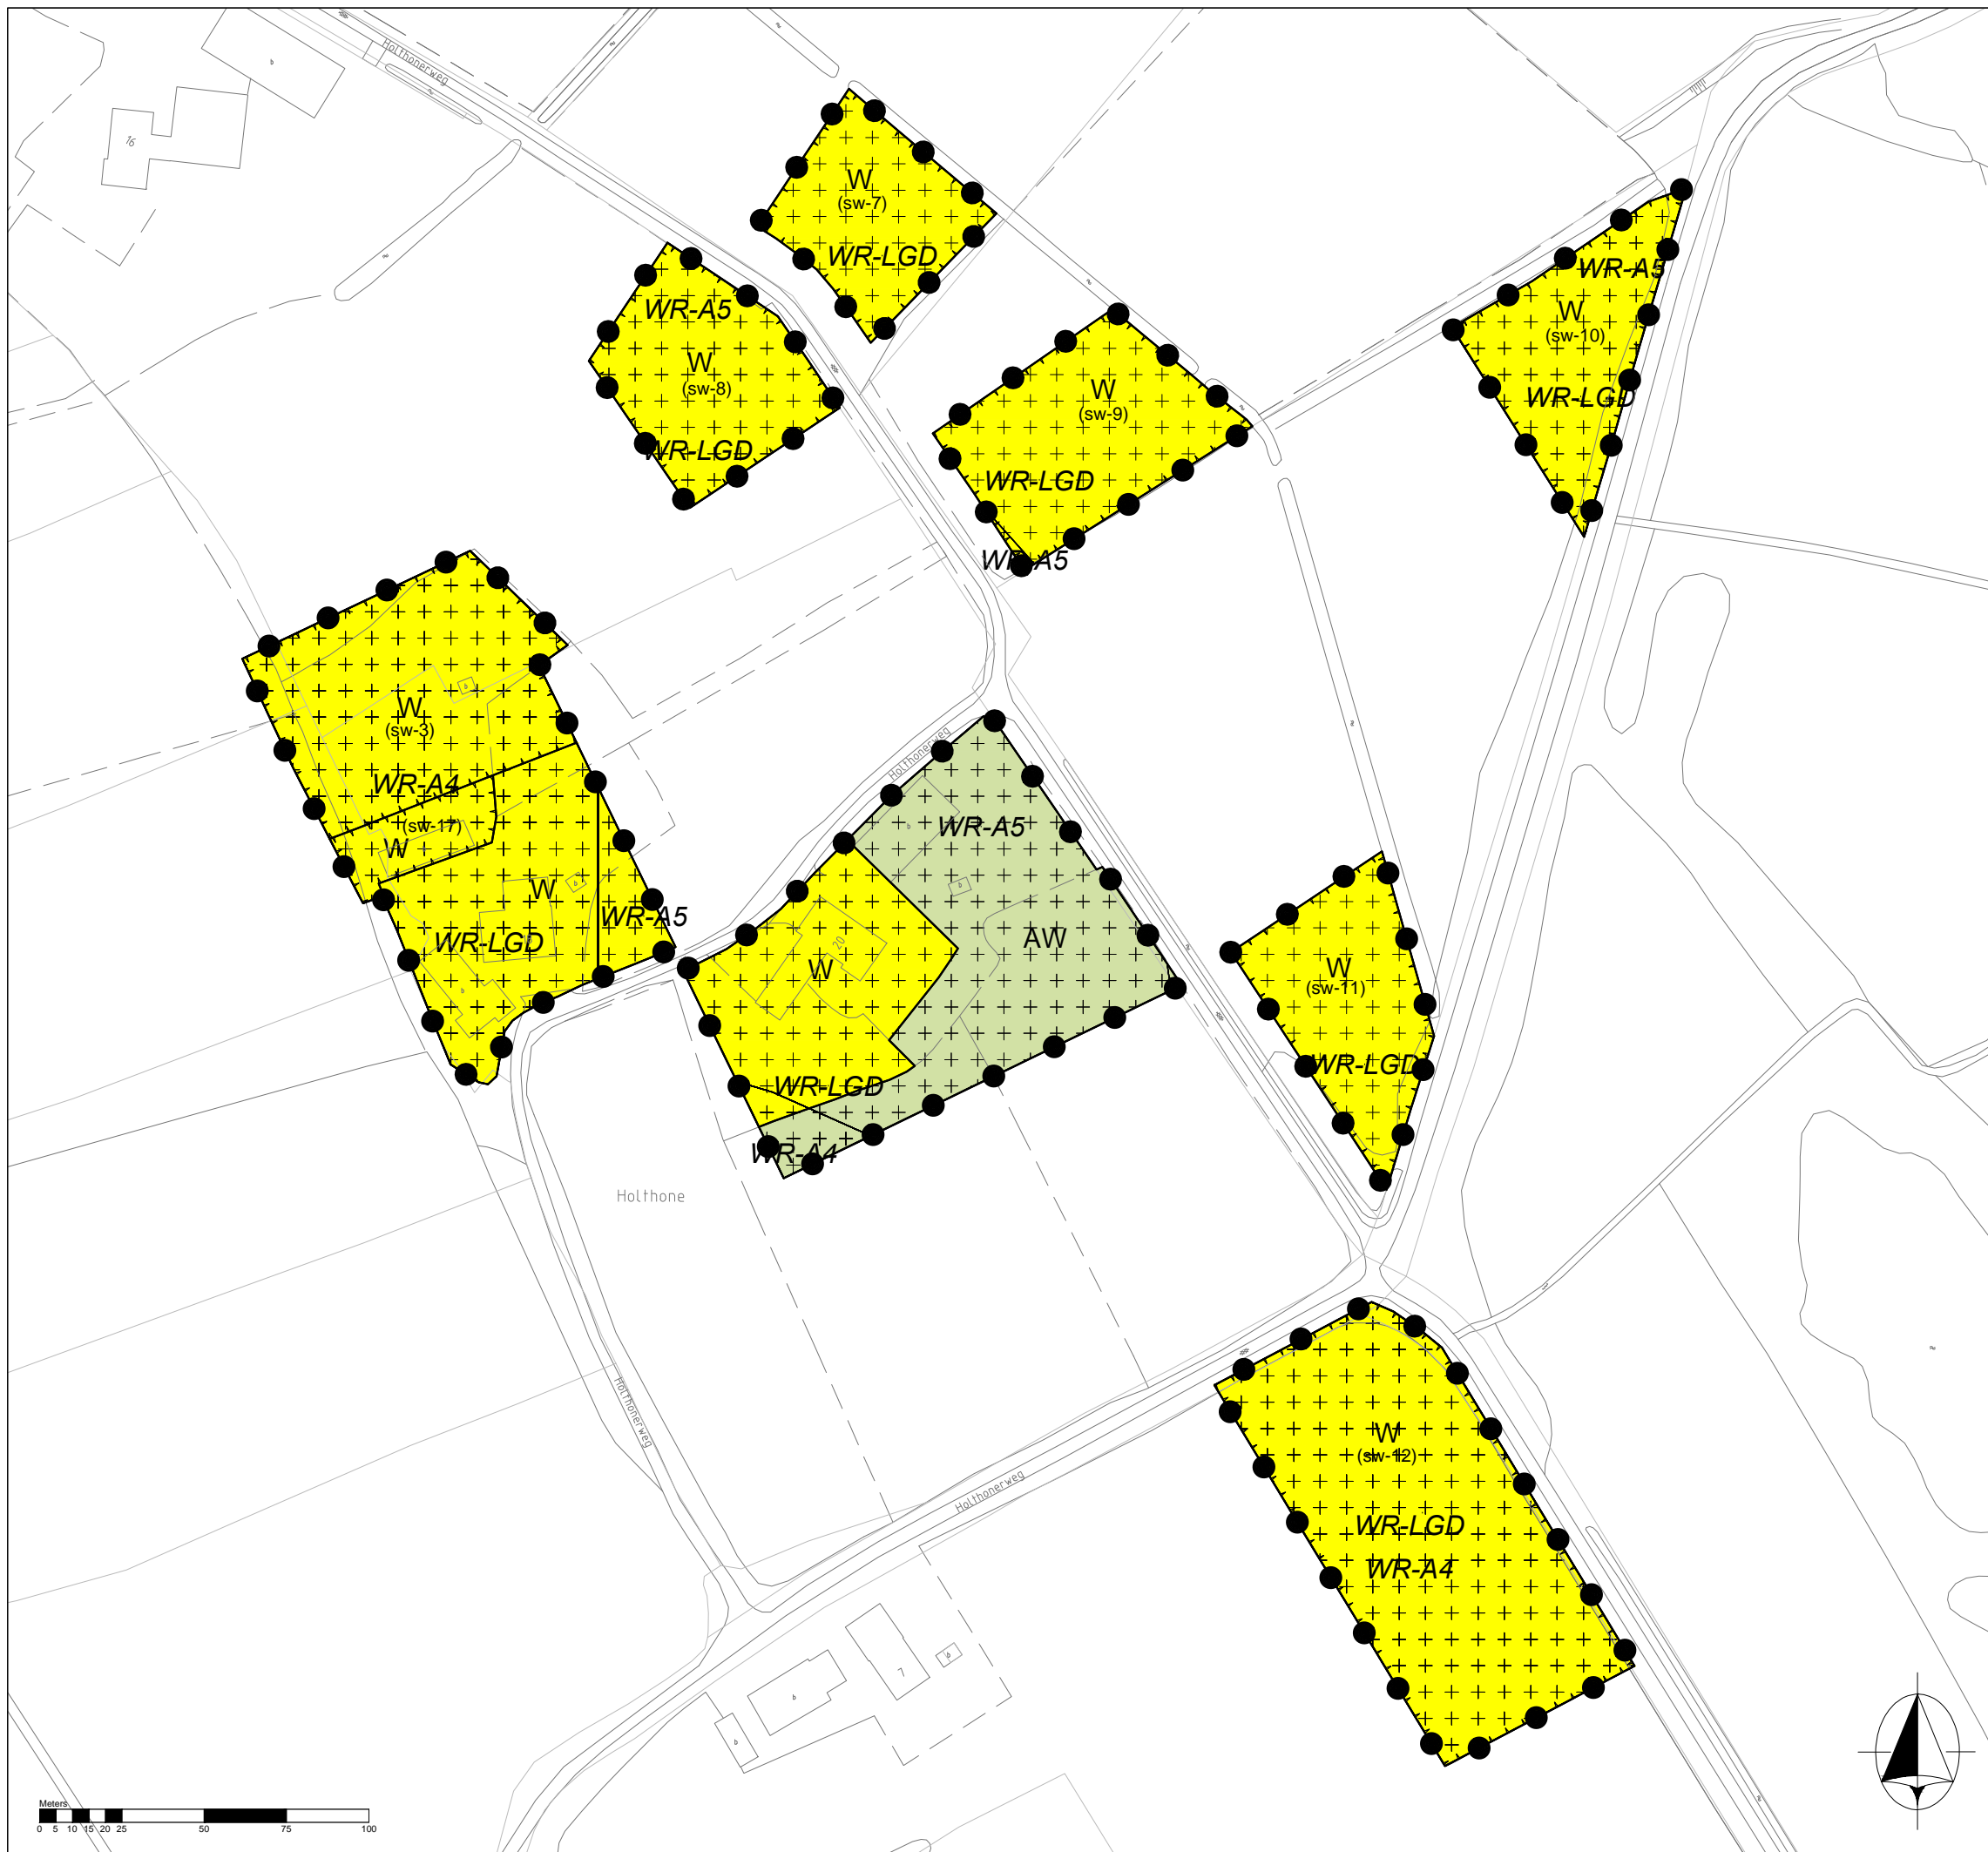 Holthonerweg
16
W
(sw-7)
WR-LGD
WR-A5
W
(sw-8)
WR-LGD
WR-A5
W
(sw-10)
WR-LGD
W
(sw-9)
WR-LGD
WR-A5
W
(sw-3)
WR-A4
(sw-17)
W
W
WR-A5
WR-LGD
Holthonerweg
WR-A5
AW
20
W
WR-LGD
WR-A4
W
(sw-11)
WR-LGD
Holthone
Holthonerweg
Holthonerweg
W
(sw-12)
WR-LGD
WR-A4
7
Meters
0 5 10 15 20 25 50 75 100